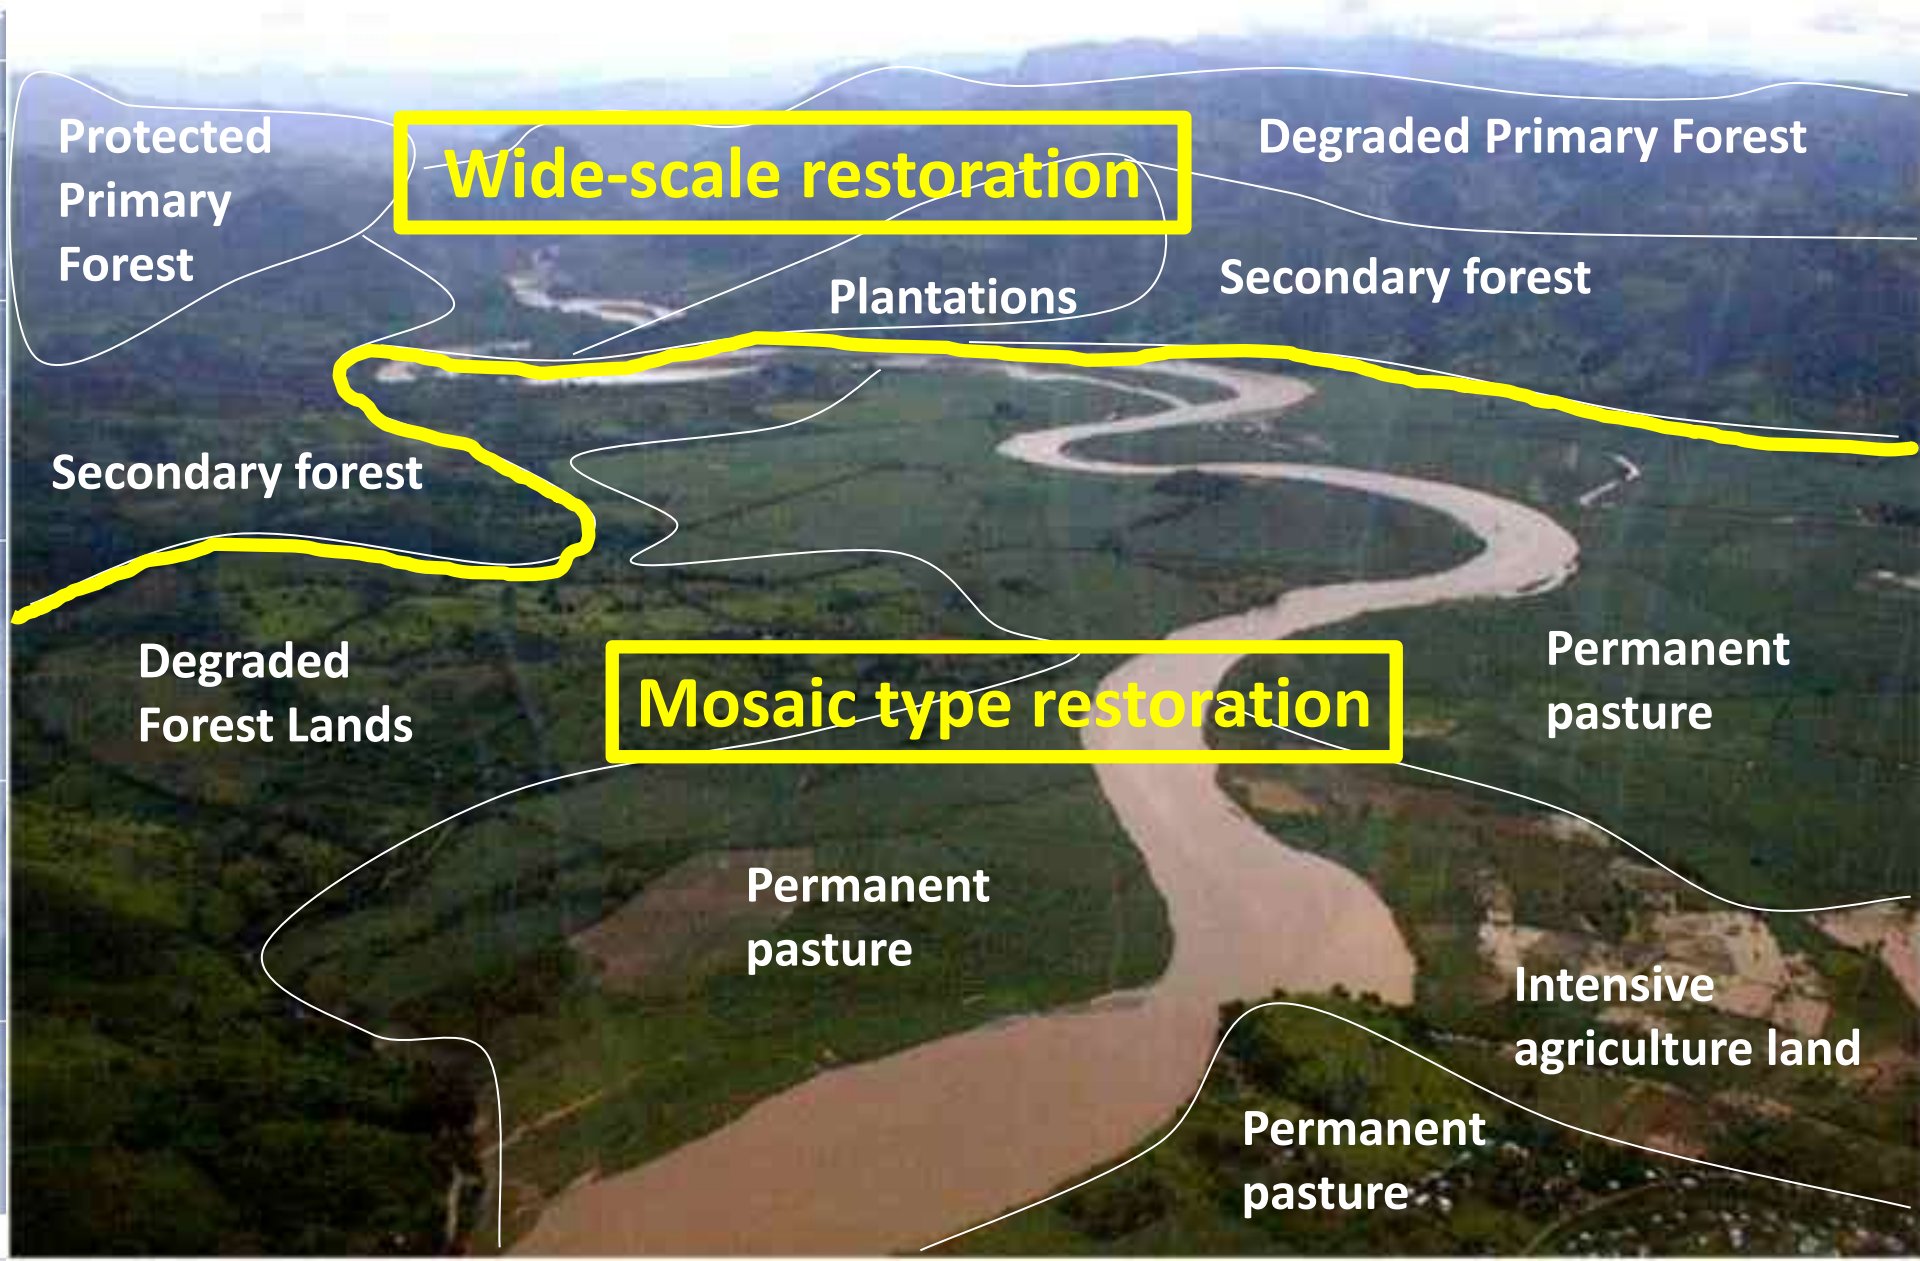 Protected
Primary
Forest
Wide-scale restoration
Degraded Primary Forest
Plantations
Secondary forest
Secondary forest
Degraded
Forest Lands
Mosaic type restoration
Permanent
pasture
Permanent
pasture
Intensive
agriculture land
Permanent
pasture